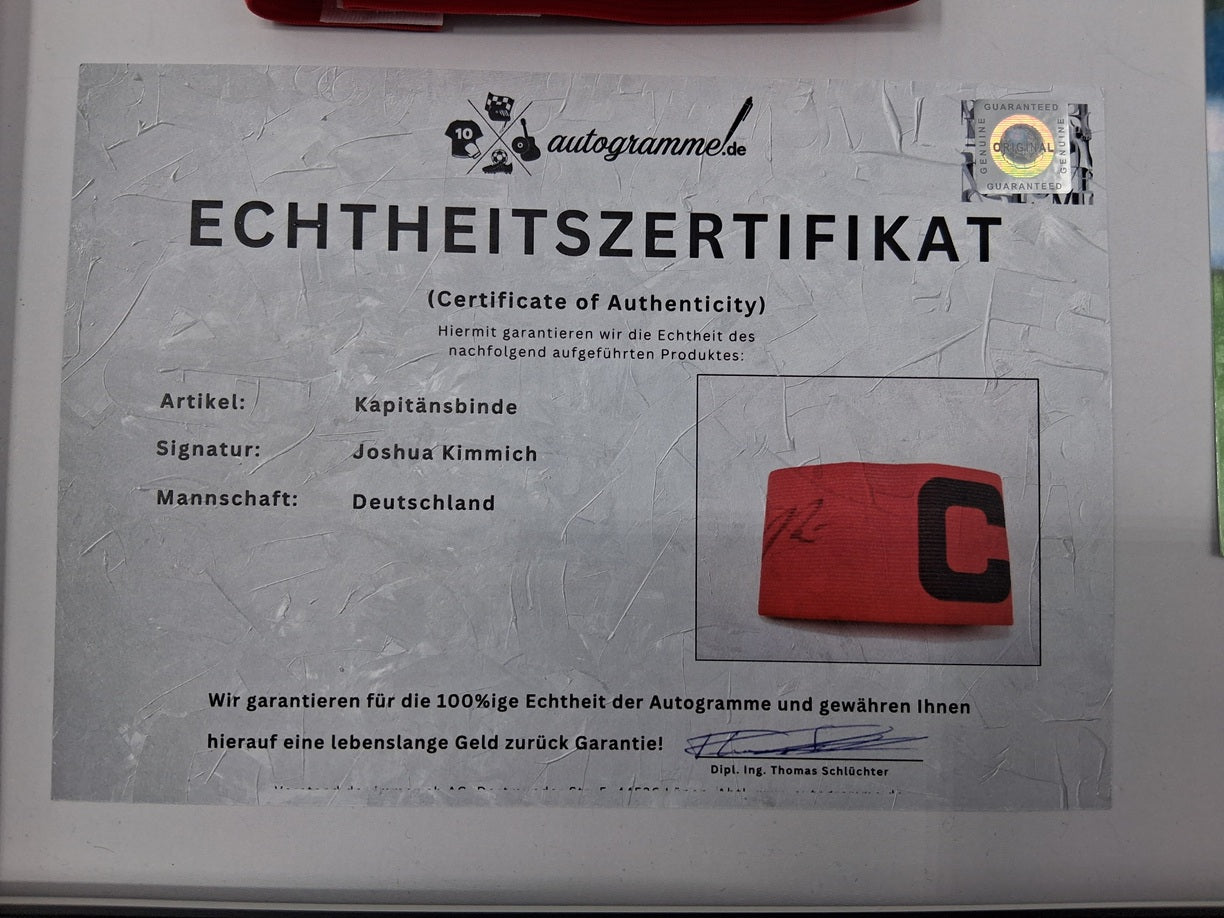 10
autogramme.de
GUARANTEED
GENUINE
ORIGINAL
GENUINE
GUARANTEED
ECHTHEITSZERTIFIKAT
(Certificate of Authenticity)
Hiermit garantieren wir die Echtheit des
nachfolgend aufgeführten Produktes:
Artikel: Kapitänsbinde
Signatur: Joshua Kimmich
Mannschaft: Deutschland
C
Wir garantieren für die 100%ige Echtheit der Autogramme und gewähren Ihnen
hierauf eine lebenslange Geld zurück Garantie!
Dipl. Ing. Thomas Schlüchter